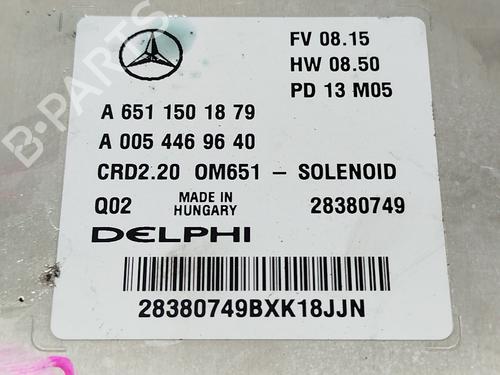 FV 08.15
HW 08.50
PD 13 M05
A 651 150 18 79
A 005 446 96 40
CRD2.20 OM651 - SOLENOID
Q02 MADE IN HUNGARY 28380749
DELPHI
28380749BXK18JJN
B-PARTS